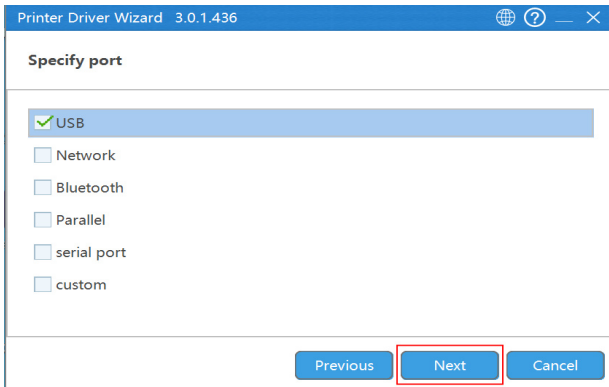 Printer Driver Wizard 3.0.1.436
Specify port
USB
Network
Bluetooth
Parallel
serial port
custom
Previous Next Cancel